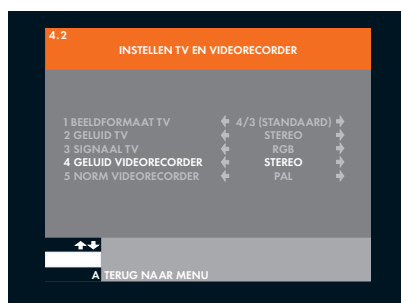 4.2
INSTELLEN TV EN VIDEORECORDER
1 BEELDFORMAAT TV 4/3 (STANDAARD)
2 GELUID TV STEREO
3 SIGNAAL TV RGB
4 GELUID VIDEORECORDER STEREO
5 NORM VIDEORECORDER PAL
A TERUG NAAR MENU